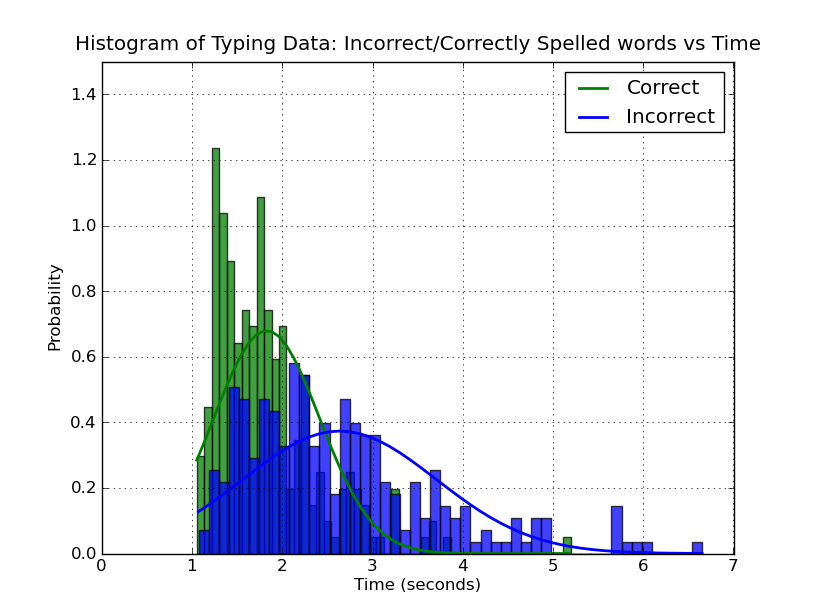 Histogram of Typing Data: Incorrect/Correctly Spelled words vs Time
Correct
Incorrect
1.4
1.2
1.0
0.8
0.6
0.4
0.2
0.0
Probability
0 1 2 3 4 5 6 7
Time (seconds)